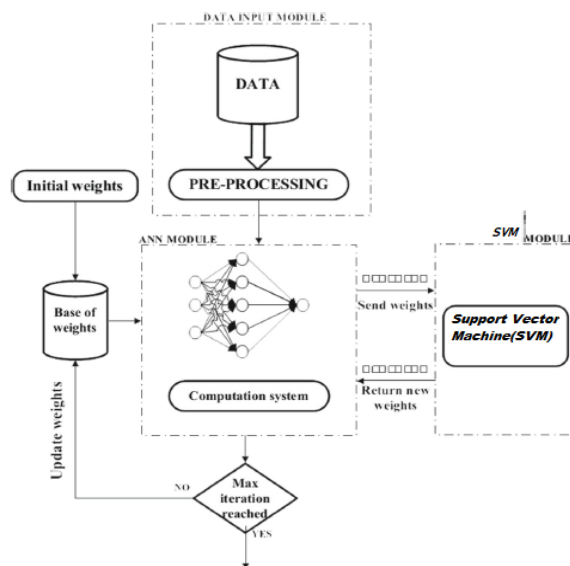 DATA INPUT MODULE
DATA
PRE-PROCESSING
Initial weights
ANN MODULE
SVM MODULE
Base of
weights
Send weights
Support Vector
Machine(SVM)
Return new
weights
Computation system
Update weights
NO
Max
iteration
reached
YES